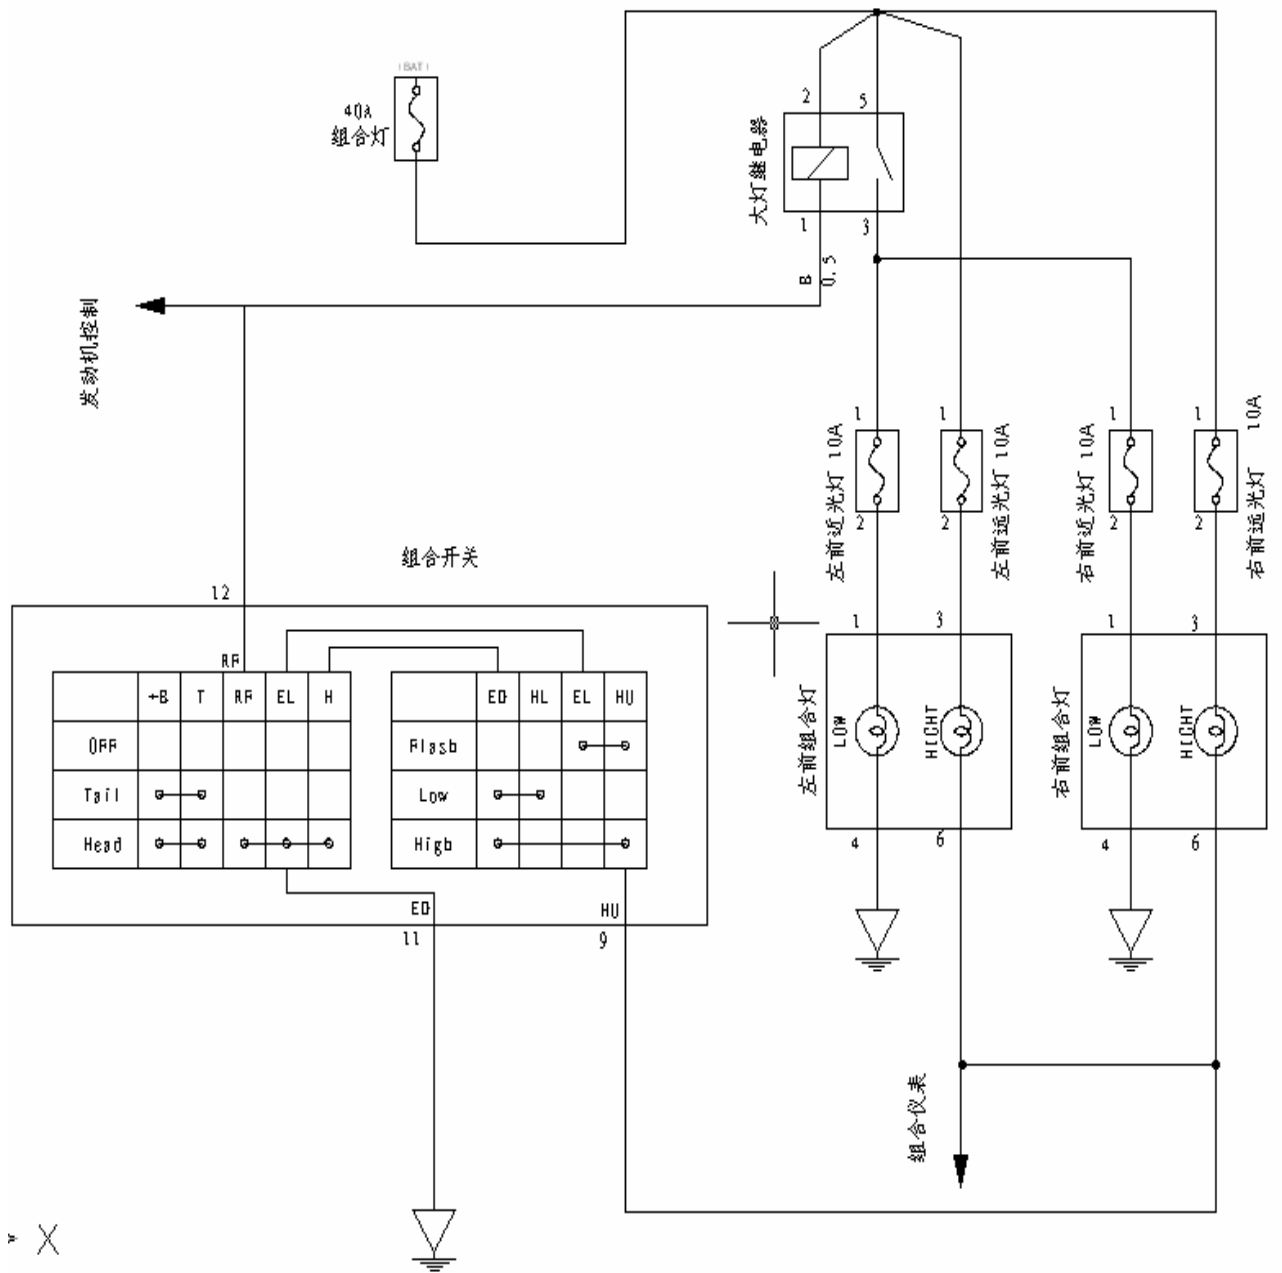 (BAT)
40A
组合灯
2
5
大灯继电器
1
3
B
0.5
发动机控制
1
1
1
1
左前近光灯 10A
左前远光灯 10A
右前近光灯 10A
右前远光灯 10A
2
2
2
2
组合开关
12
RF
+B T RF EL H
OFF
Tail
Head
ED HL EL HU
Flash
Low
High
ED
HU
11
9
1
3
左前组合灯
LOW
HIGHT
4
6
1
3
右前组合灯
LOW
HIGHT
4
6
组合仪表
X